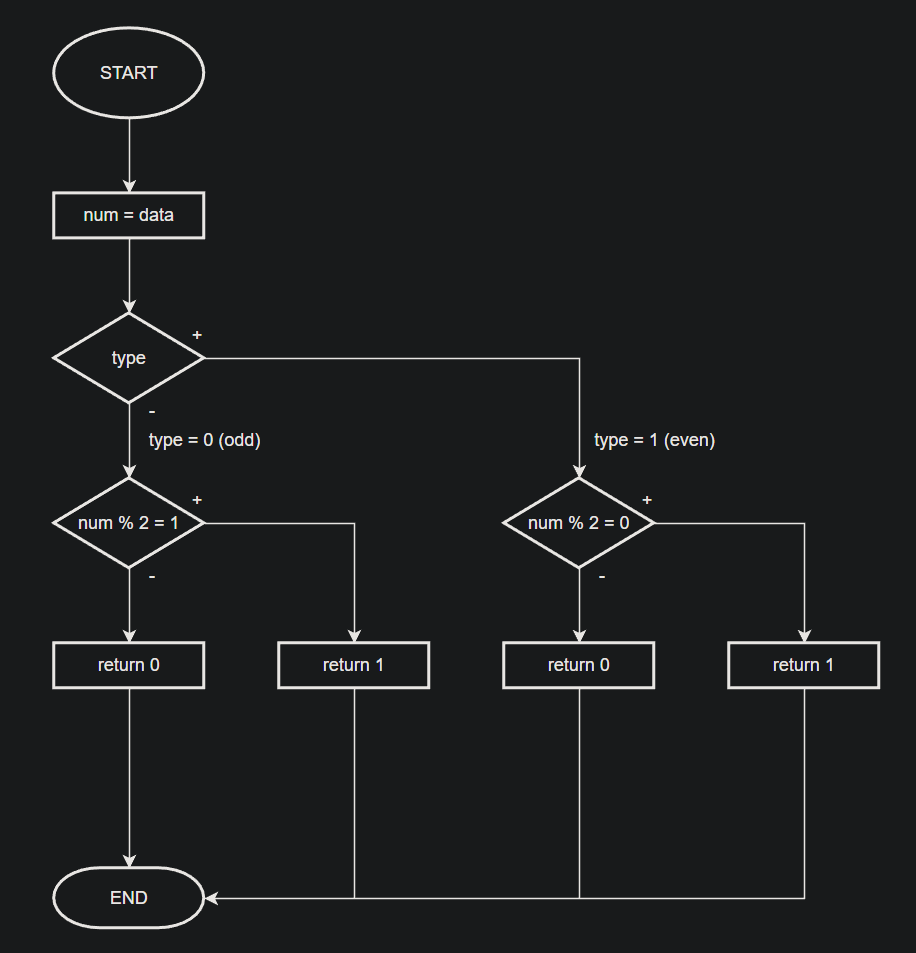 START
num = data
+
type
-
type = 0 (odd)
type = 1 (even)
+
+
num % 2 = 1
num % 2 = 0
-
-
return 0
return 1
return 0
return 1
END